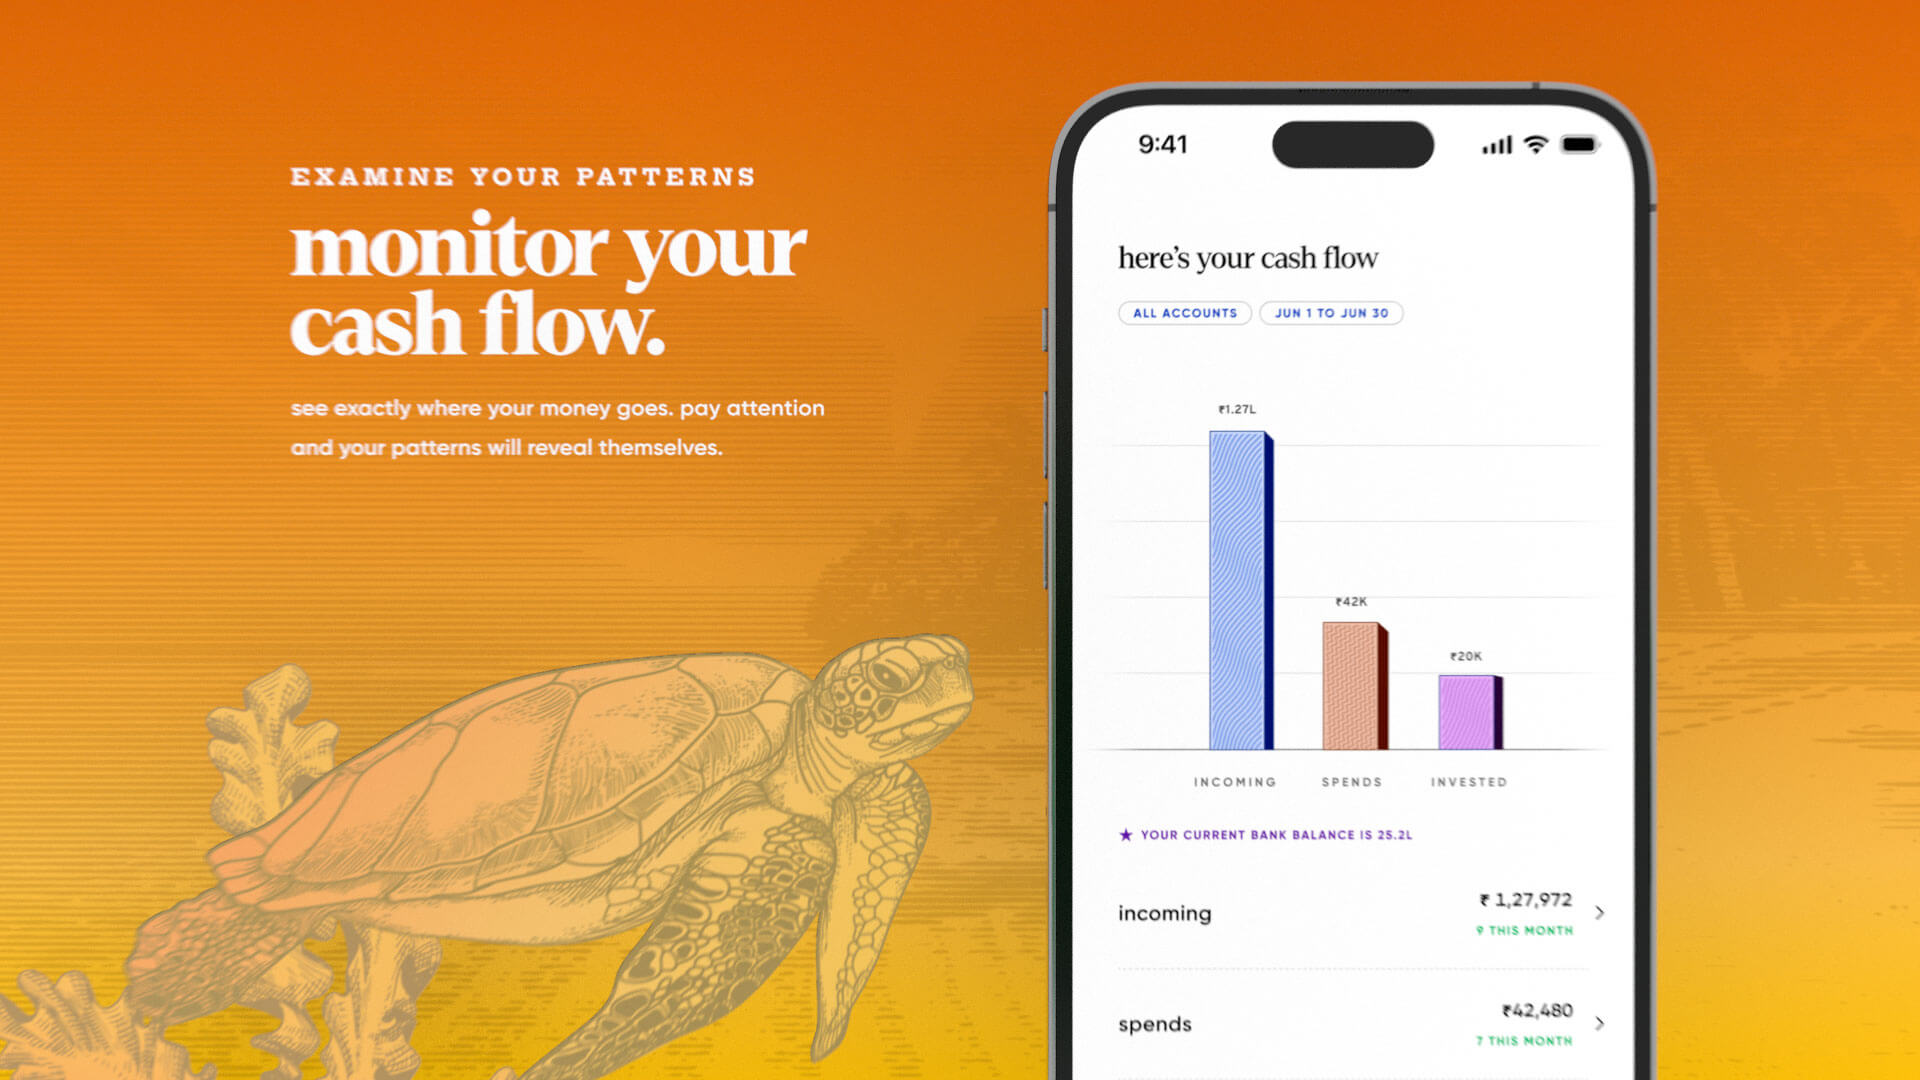 EXAMINE YOUR PATTERNS
monitor your
cash flow.
see exactly where your money goes. pay attention
and your patterns will reveal themselves.
9:41
here's your cash flow
ALL ACCOUNTS JUN 1 TO JUN 30
₹1.27L
₹42K
₹20K
INCOMING SPENDS INVESTED
★ YOUR CURRENT BANK BALANCE IS 25.2L
incoming ₹ 1,27,972
9 THIS MONTH
spends ₹42,480
7 THIS MONTH